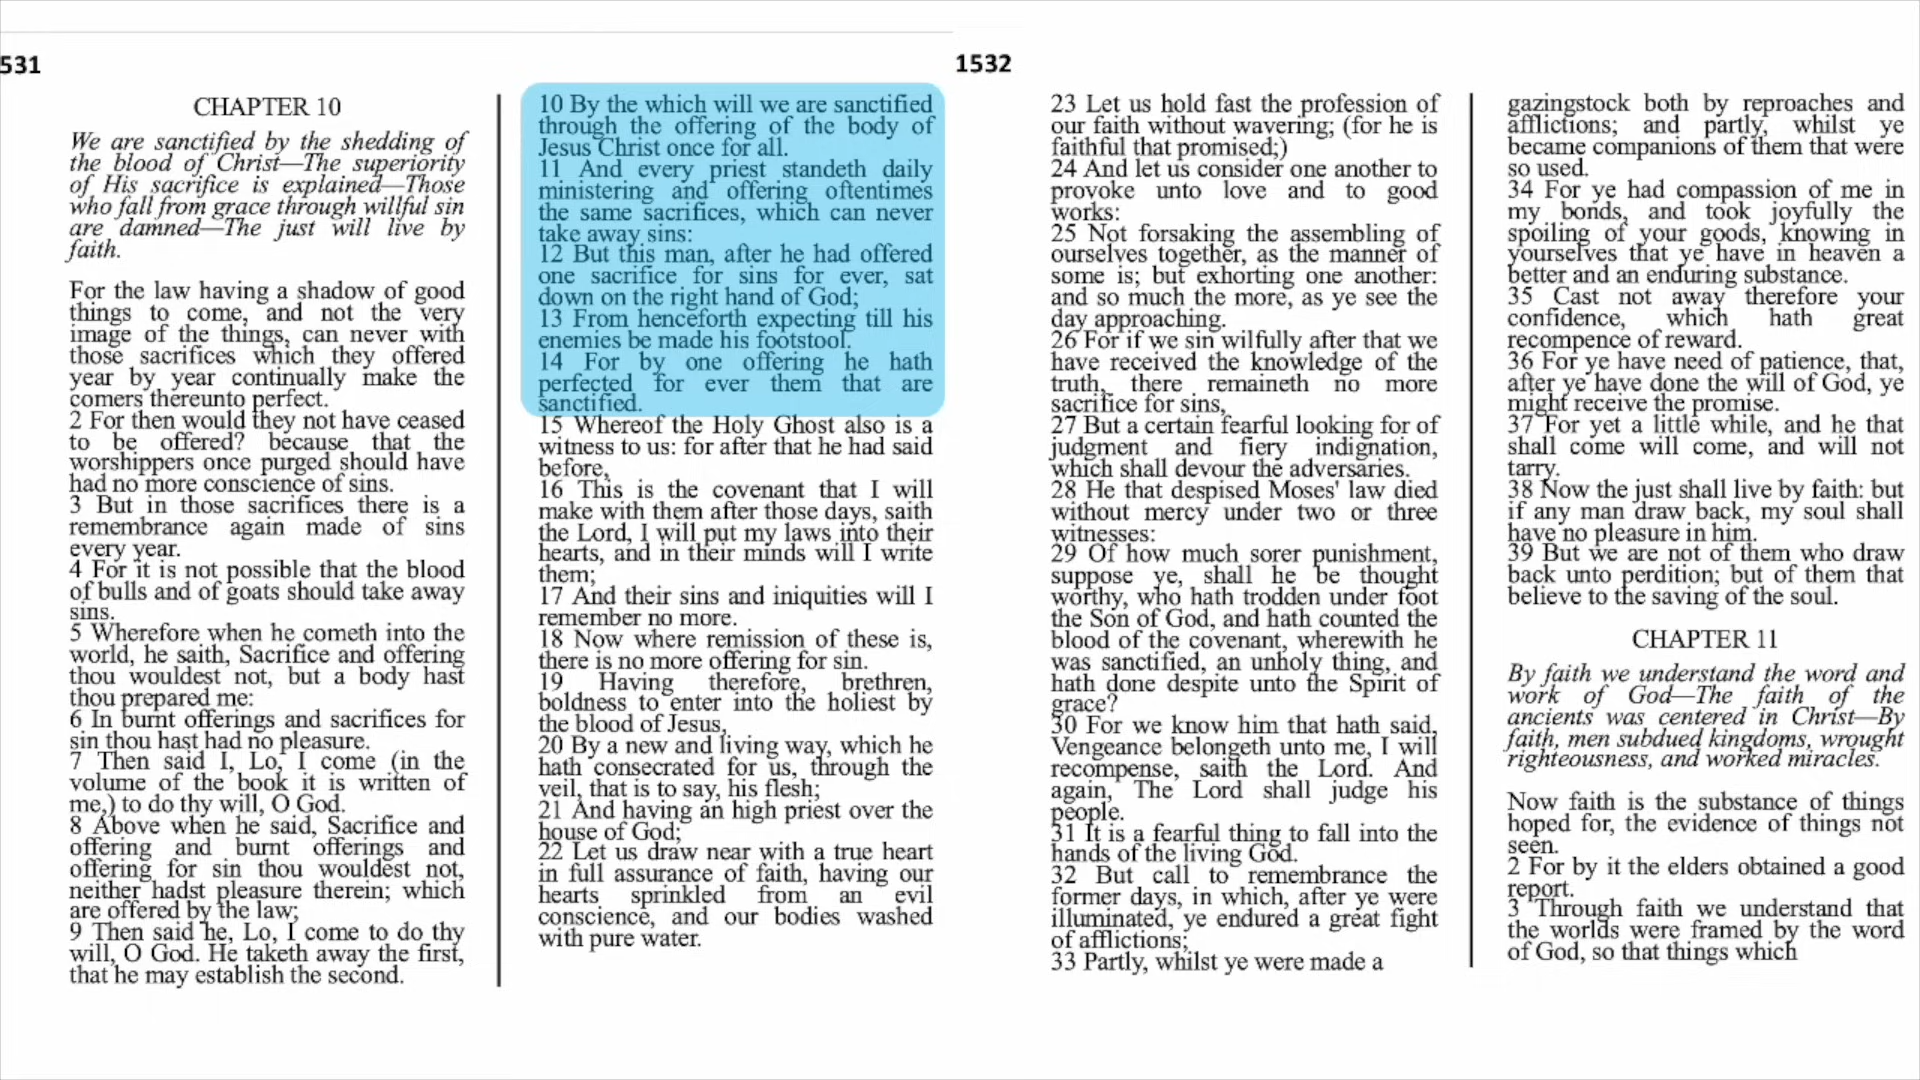 531
CHAPTER 10
We are sanctified by the shedding of
the blood of Christ—The superiority
of His sacrifice is explained—Those
who fall from grace through willful sin
are damned—The just will live by
faith.
For the law having a shadow of good
things to come, and not the very
image of the things, can never with
those sacrifices which they offered
year by year continually make the
comers thereunto perfect.
2 For then would they not have ceased
to be offered? because that the
worshippers once purged should have
had no more conscience of sins.
3 But in those sacrifices there is a
remembrance again made of sins
every year.
4 For it is not possible that the blood
of bulls and of goats should take away
sins.
5 Wherefore when he cometh into the
world, he saith, Sacrifice and offering
thou wouldest not, but a body hast
thou prepared me:
6 In burnt offerings and sacrifices for
sin thou hast had no pleasure.
7 Then said I, Lo, I come (in the
volume of the book it is written of
me,) to do thy will, O God.
8 Above when he said, Sacrifice and
offering and burnt offerings and
offering for sin thou wouldest not,
neither hadst pleasure therein; which
are offered by the law;
9 Then said he, Lo, I come to do thy
will, O God. He taketh away the first,
that he may establish the second.
10 By the which will we are sanctified
through the offering of the body of
Jesus Christ once for all.
11 And every priest standeth daily
ministering and offering oftentimes
the same sacrifices, which can never
take away sins:
12 But this man, after he had offered
one sacrifice for sins for ever, sat
down on the right hand of God;
13 From henceforth expecting till his
enemies be made his footstool.
14 For by one offering he hath
perfected for ever them that are
sanctified.
15 Whereof the Holy Ghost also is a
witness to us: for after that he had said
before,
16 This is the covenant that I will
make with them after those days, saith
the Lord, I will put my laws into their
hearts, and in their minds will I write
them;
17 And their sins and iniquities will I
remember no more.
18 Now where remission of these is,
there is no more offering for sin.
19 Having therefore, brethren,
boldness to enter into the holiest by
the blood of Jesus,
20 By a new and living way, which he
hath consecrated for us, through the
veil, that is to say, his flesh;
21 And having an high priest over the
house of God;
22 Let us draw near with a true heart
in full assurance of faith, having our
hearts sprinkled from an evil
conscience, and our bodies washed
with pure water.
1532
23 Let us hold fast the profession of
our faith without wavering; (for he is
faithful that promised;)
24 And let us consider one another to
provoke unto love and to good
works:
25 Not forsaking the assembling of
ourselves together, as the manner of
some is; but exhorting one another:
and so much the more, as ye see the
day approaching.
26 For if we sin wilfully after that we
have received the knowledge of the
truth, there remaineth no more
sacrifice for sins,
27 But a certain fearful looking for of
judgment and fiery indignation,
which shall devour the adversaries.
28 He that despised Moses' law died
without mercy under two or three
witnesses:
29 Of how much sorer punishment,
suppose ye, shall he be thought
worthy, who hath trodden under foot
the Son of God, and hath counted the
blood of the covenant, wherewith he
was sanctified, an unholy thing, and
hath done despite unto the Spirit of
grace?
30 For we know him that hath said,
Vengeance belongeth unto me, I will
recompense, saith the Lord. And
again, The Lord shall judge his
people.
31 It is a fearful thing to fall into the
hands of the living God.
32 But call to remembrance the
former days, in which, after ye were
illuminated, ye endured a great fight
of afflictions;
33 Partly, whilst ye were made a
gazingstock both by reproaches and
afflictions; and partly, whilst ye
became companions of them that were
so used.
34 For ye had compassion of me in
my bonds, and took joyfully the
spoiling of your goods, knowing in
yourselves that ye have in heaven a
better and an enduring substance.
35 Cast not away therefore your
confidence, which hath great
recompence of reward.
36 For ye have need of patience, that,
after ye have done the will of God, ye
might receive the promise.
37 For yet a little while, and he that
shall come will come, and will not
tarry.
38 Now the just shall live by faith: but
if any man draw back, my soul shall
have no pleasure in him.
39 But we are not of them who draw
back unto perdition; but of them that
believe to the saving of the soul.
CHAPTER 11
By faith we understand the word and
work of God—The faith of the
ancients was centered in Christ—By
faith, men subdued kingdoms, wrought
righteousness, and worked miracles.
Now faith is the substance of things
hoped for, the evidence of things not
seen.
2 For by it the elders obtained a good
report.
3 Through faith we understand that
the worlds were framed by the word
of God, so that things which